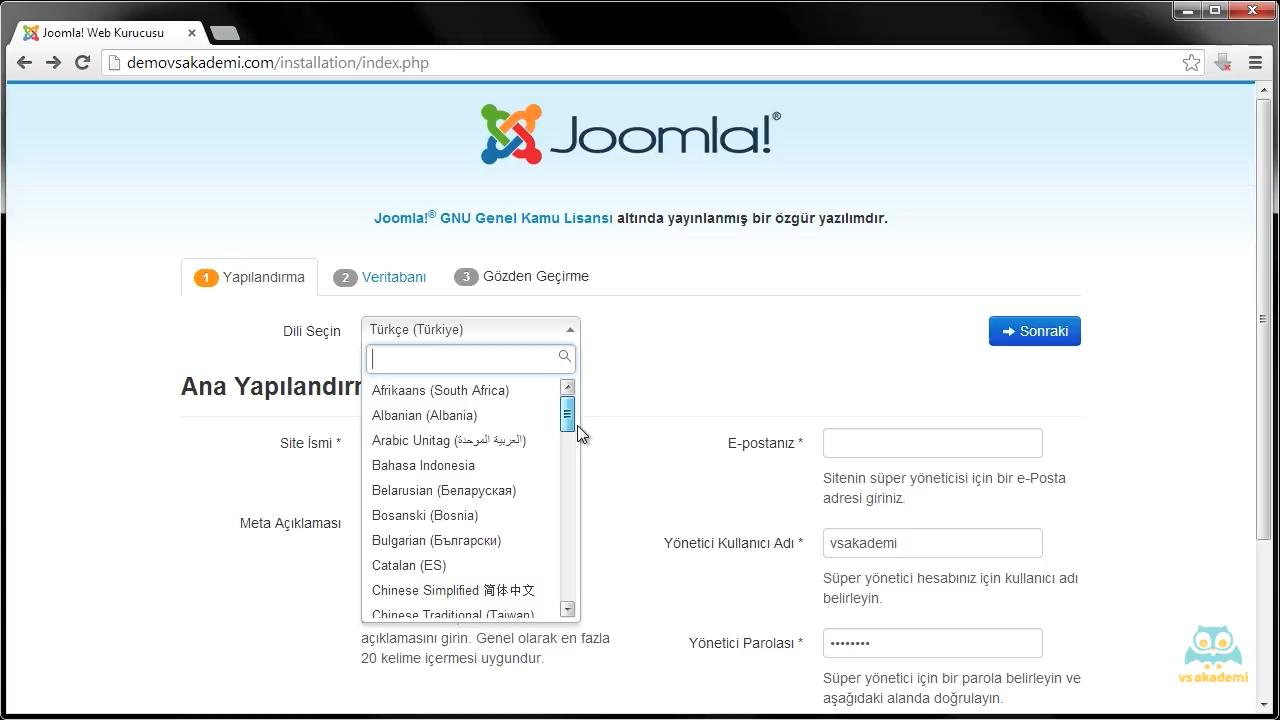 Joomla! Web Kurucusu
demovsakademi.com/installation/index.php
Joomla!®
Joomla!® GNU Genel Kamu Lisansı altında yayınlanmış bir özgür yazılımdır.
1 Yapılandırma
2 Veritabanı
3 Gözden Geçirme
Dili Seçin
Türkçe (Türkiye)
Sonraki
Afrikaans (South Africa)
Albanian (Albania)
Arabic Unitag (العربية الموحدة)
Bahasa Indonesia
Belarusian (Беларуская)
Bosanski (Bosnia)
Bulgarian (Български)
Catalan (ES)
Chinese Simplified 简体中文
Chinese Traditional (Taiwan)
Ana Yapılandır
Site İsmi *
Meta Açıklaması
açıklamasını girin. Genel olarak en fazla
20 kelime içermesi uygundur.
E-postanız *
Sitenin süper yöneticisi için bir e-Posta
adresi giriniz.
Yönetici Kullanıcı Adı *
vsakademi
Süper yönetici hesabınız için kullanıcı adı
belirleyin.
Yönetici Parolası *
••••••••
Süper yönetici için bir parola belirleyin ve
aşağıdaki alanda doğrulayın.
vsakademi